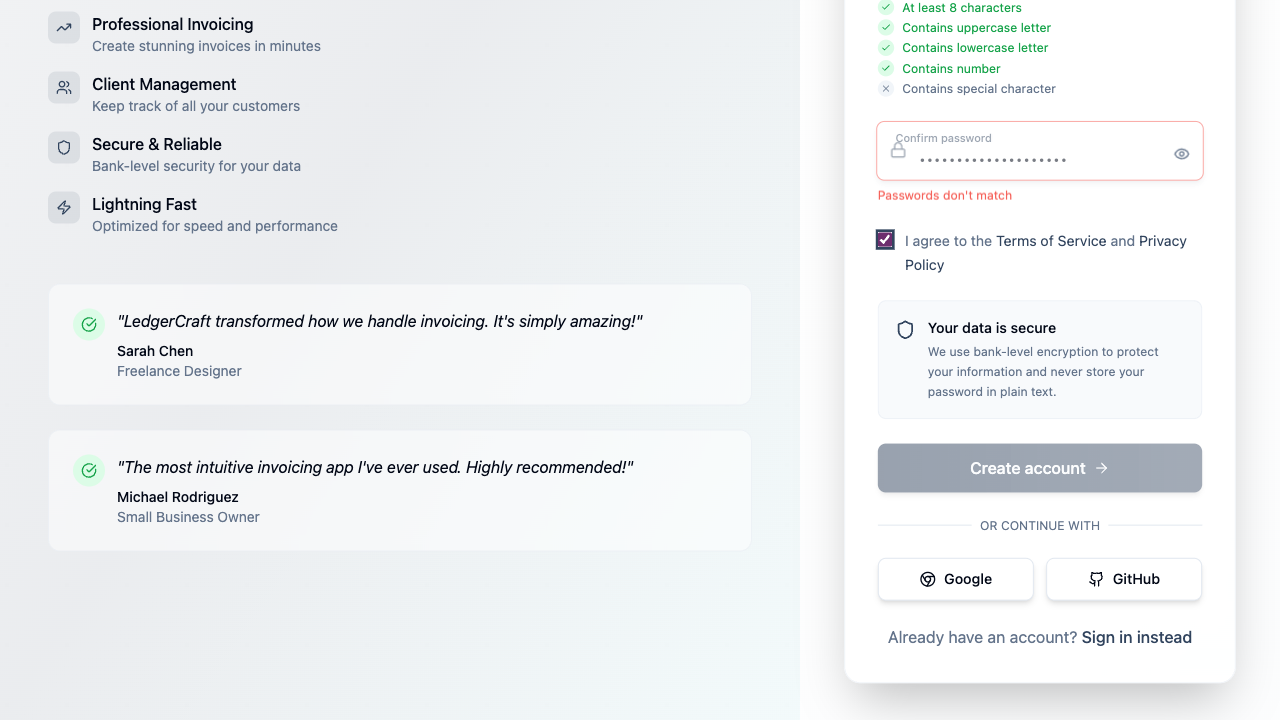 Professional Invoicing
Create stunning invoices in minutes
Client Management
Keep track of all your customers
Secure & Reliable
Bank-level security for your data
Lightning Fast
Optimized for speed and performance
"LedgerCraft transformed how we handle invoicing. It's simply amazing!"
Sarah Chen
Freelance Designer
"The most intuitive invoicing app I've ever used. Highly recommended!"
Michael Rodriguez
Small Business Owner
At least 8 characters
Contains uppercase letter
Contains lowercase letter
Contains number
Contains special character
Confirm password
••••••••••••••••••••
Passwords don't match
I agree to the Terms of Service and Privacy
Policy
Your data is secure
We use bank-level encryption to protect
your information and never store your
password in plain text.
Create account
OR CONTINUE WITH
Google
GitHub
Already have an account? Sign in instead